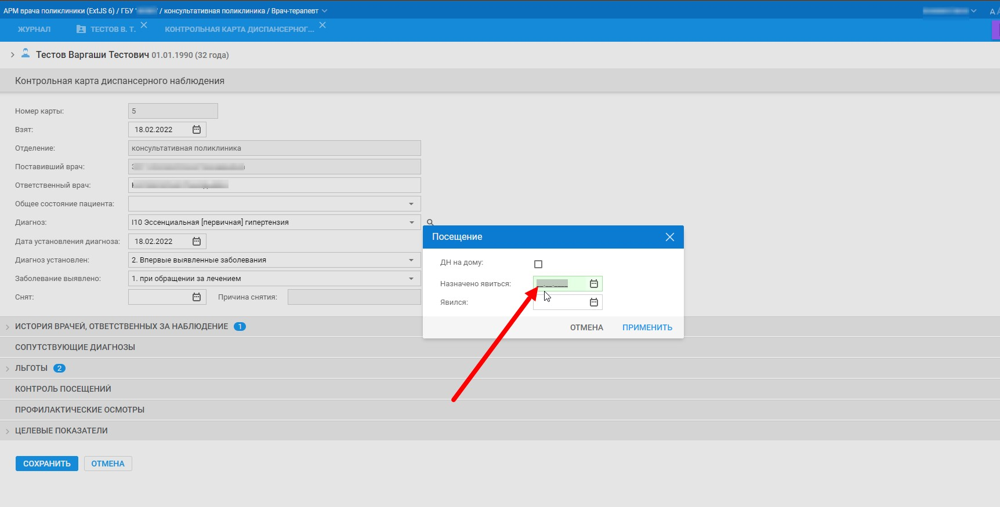 АРМ врача поликлиники (ExtJS 6) / ГБУ ' ' / консультативная поликлиника / Врач-терапевт
ЖУРНАЛ ТЕСТОВ В. Т. КОНТРОЛЬНАЯ КАРТА ДИСПАНСЕРНОГ...
Тестов Варгаши Тестович 01.01.1990 (32 года)
Контрольная карта диспансерного наблюдения
Номер карты: 5
Взят: 18.02.2022
Отделение: консультативная поликлиника
Поставивший врач:
Ответственный врач:
Общее состояние пациента:
Диагноз: I10 Эссенциальная [первичная] гипертензия
Дата установления диагноза: 18.02.2022
Диагноз установлен: 2. Впервые выявленные заболевания
Заболевание выявлено: 1. при обращении за лечением
Снят: Причина снятия:
Посещение
ДН на дому:
Назначено явиться: __.__.____
Явился:
ОТМЕНА ПРИМЕНИТЬ
ИСТОРИЯ ВРАЧЕЙ, ОТВЕТСТВЕННЫХ ЗА НАБЛЮДЕНИЕ 1
СОПУТСТВУЮЩИЕ ДИАГНОЗЫ
ЛЬГОТЫ 2
КОНТРОЛЬ ПОСЕЩЕНИЙ
ПРОФИЛАКТИЧЕСКИЕ ОСМОТРЫ
ЦЕЛЕВЫЕ ПОКАЗАТЕЛИ
СОХРАНИТЬ ОТМЕНА